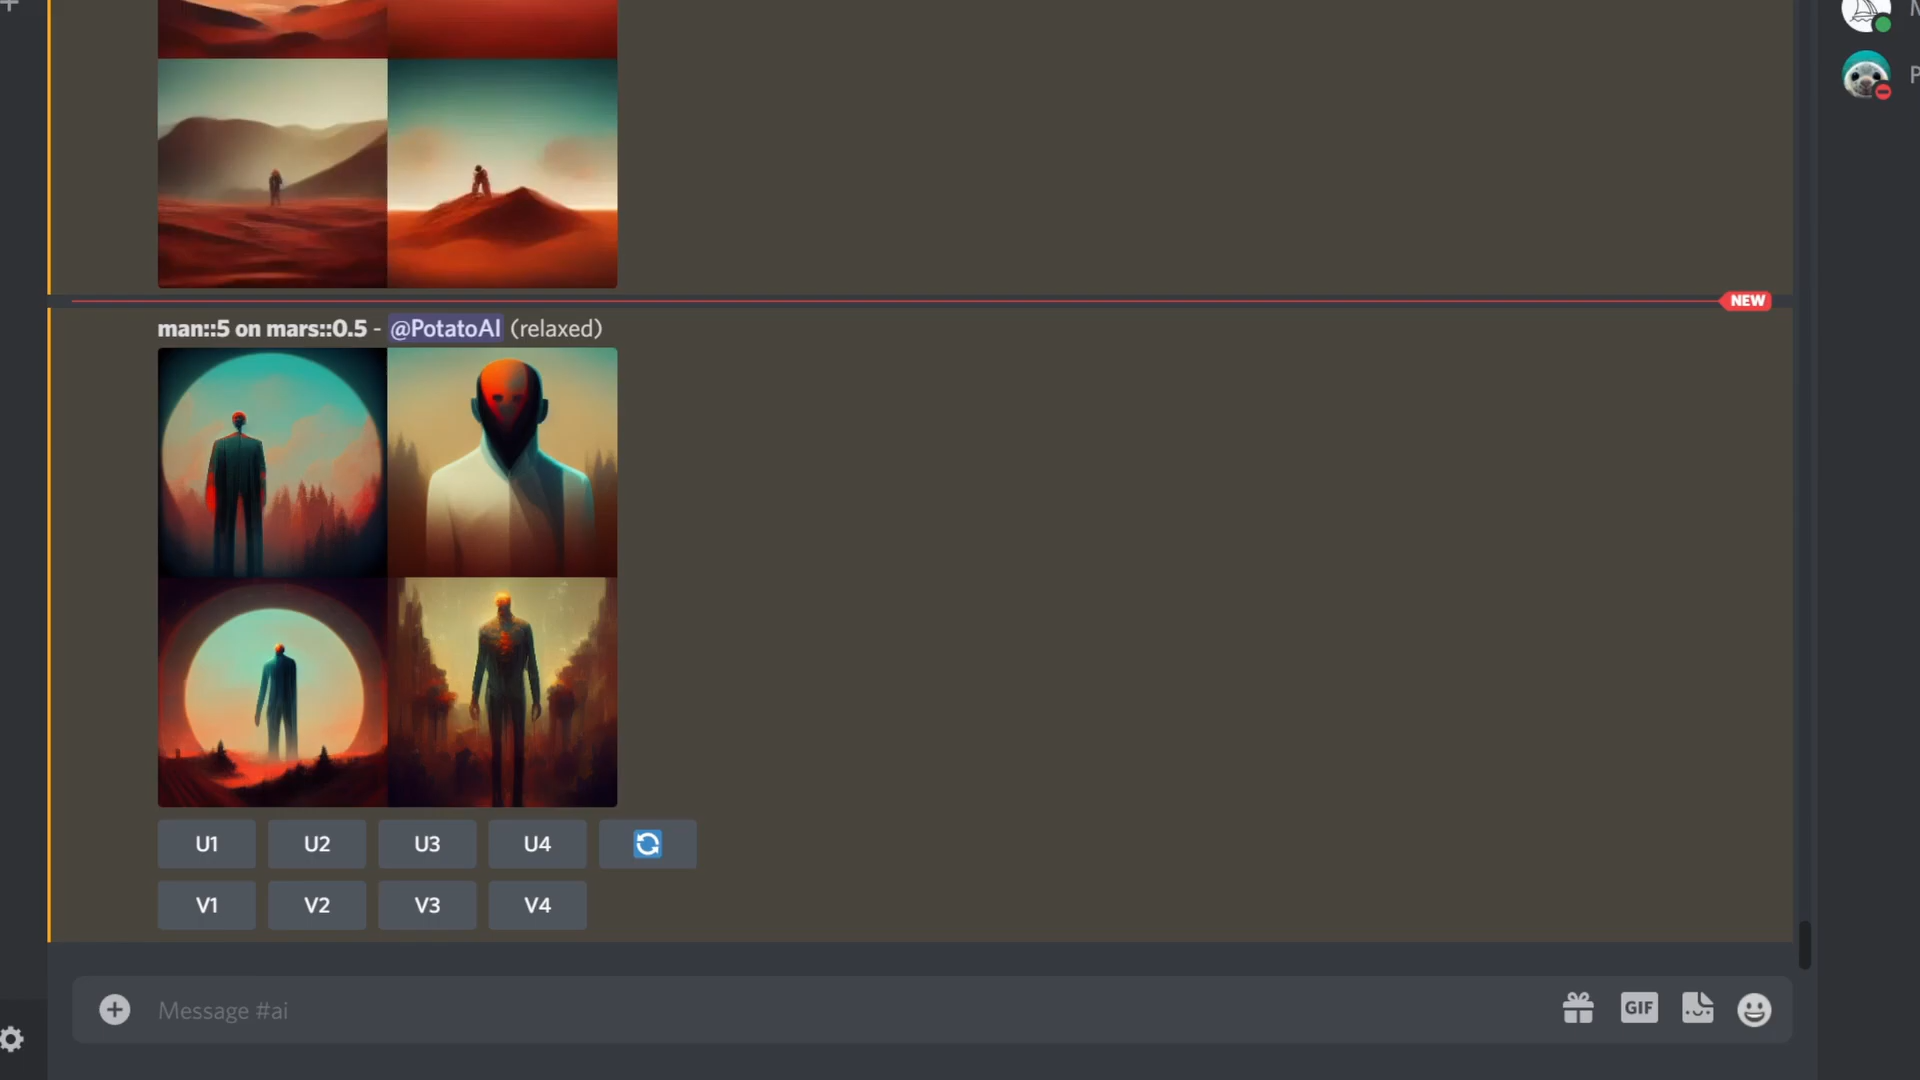 NEW
man::5 on mars::0.5 - @PotatoAI (relaxed)
U1 U2 U3 U4
V1 V2 V3 V4
Message #ai
GIF